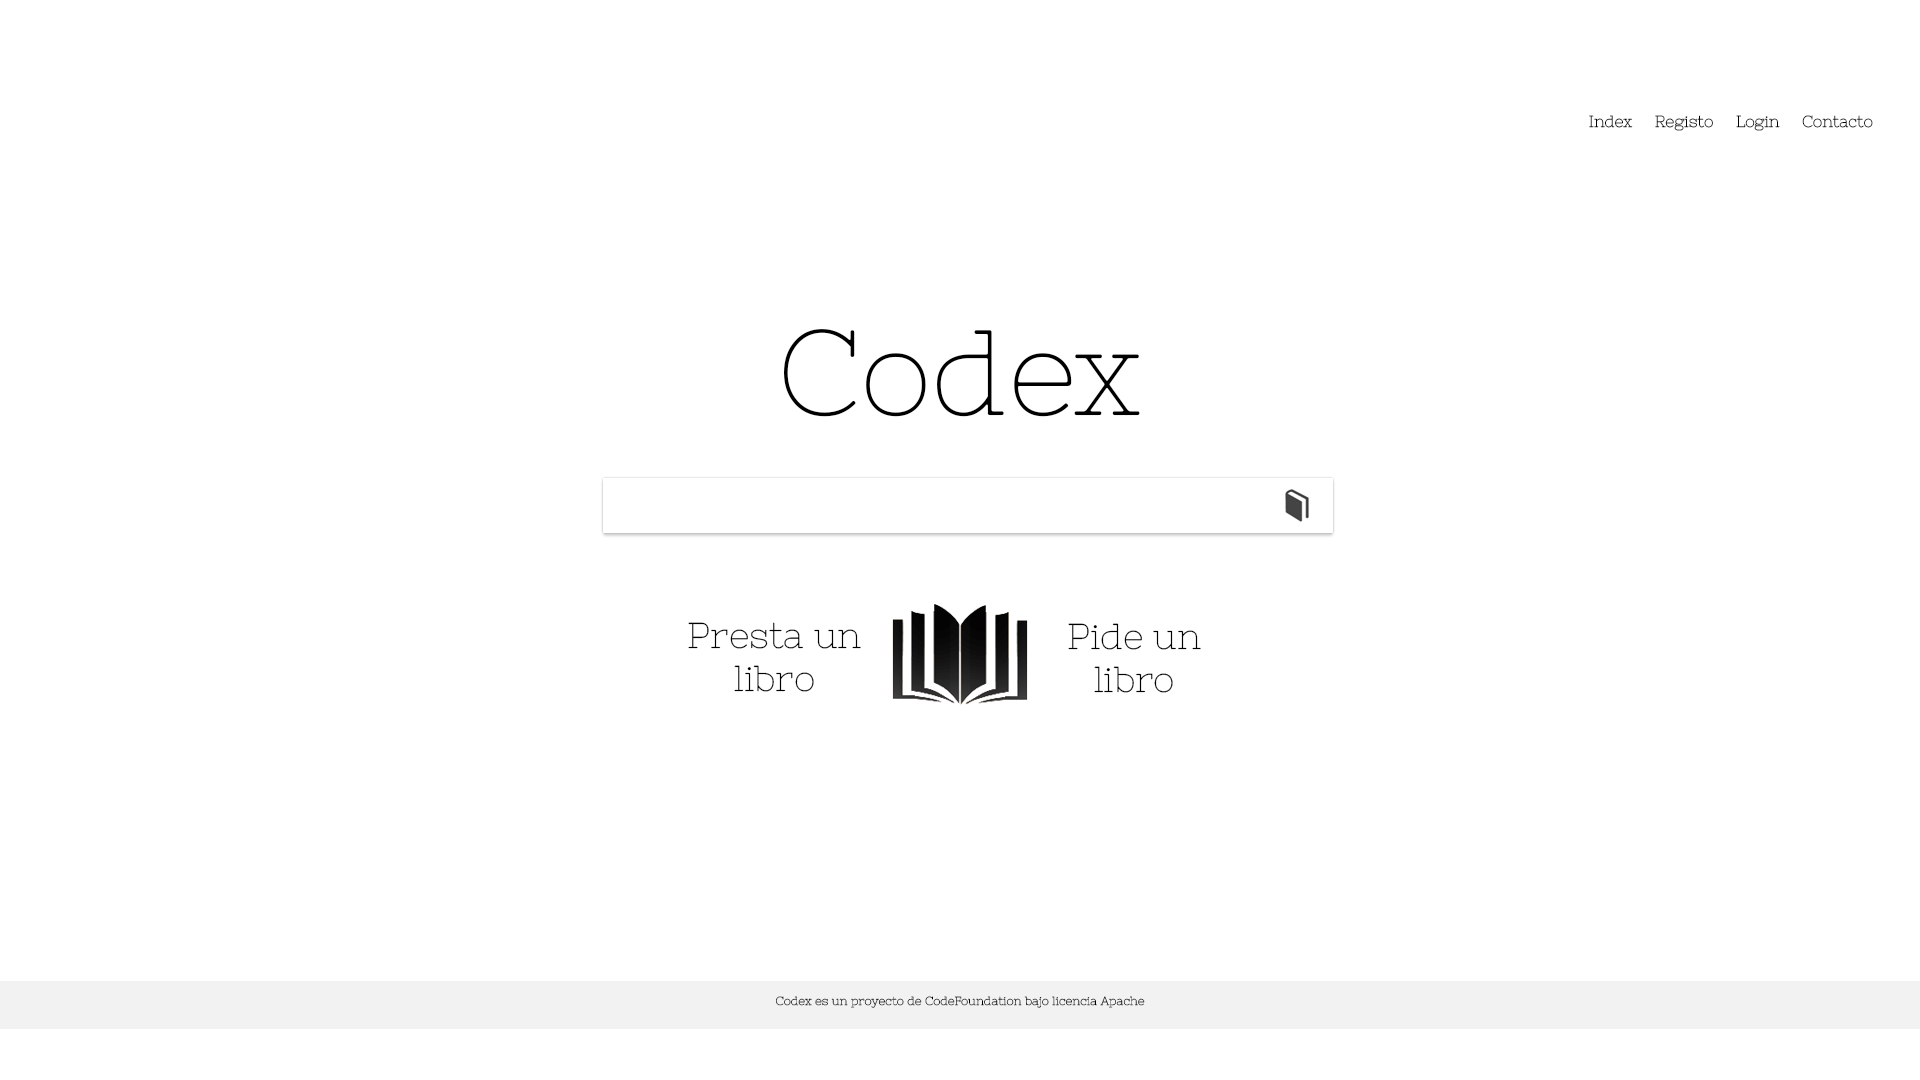 Index Registo Login Contacto
Codex
Presta un
libro
Pide un
libro
Codex es un proyecto de CodeFoundation bajo licencia Apache